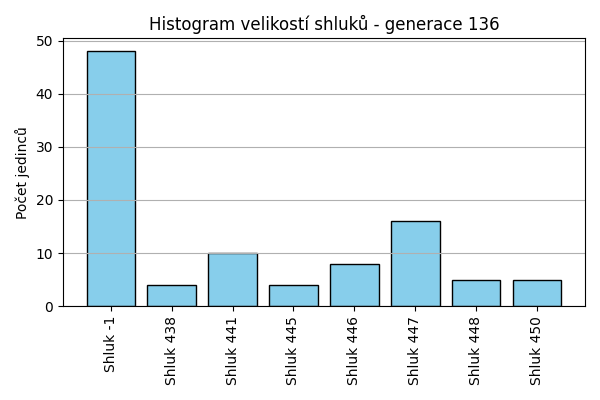 Histogram velikostí shluků - generace 136
Počet jedinců
50
40
30
20
10
0
Shluk -1
Shluk 438
Shluk 441
Shluk 445
Shluk 446
Shluk 447
Shluk 448
Shluk 450